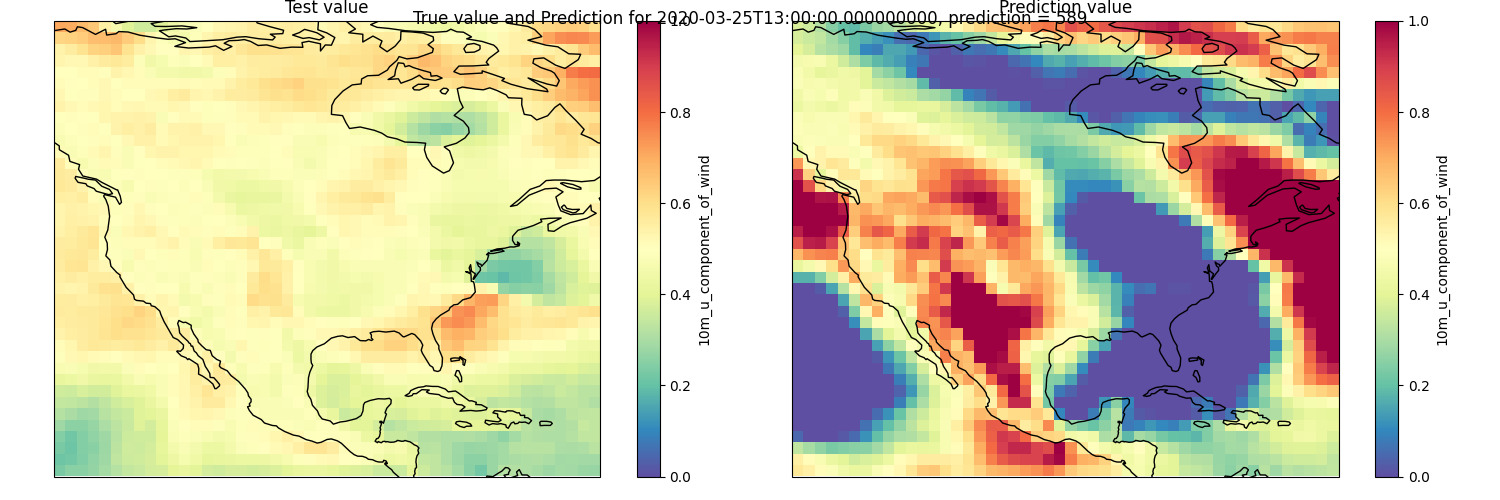 Test value
Prediction value
True value and Prediction for 2020-03-25T13:00:00.000000000, prediction = 589
1.0
0.8
0.6
0.4
0.2
0.0
10m_u_component_of_wind
1.0
0.8
0.6
0.4
0.2
0.0
10m_u_component_of_wind